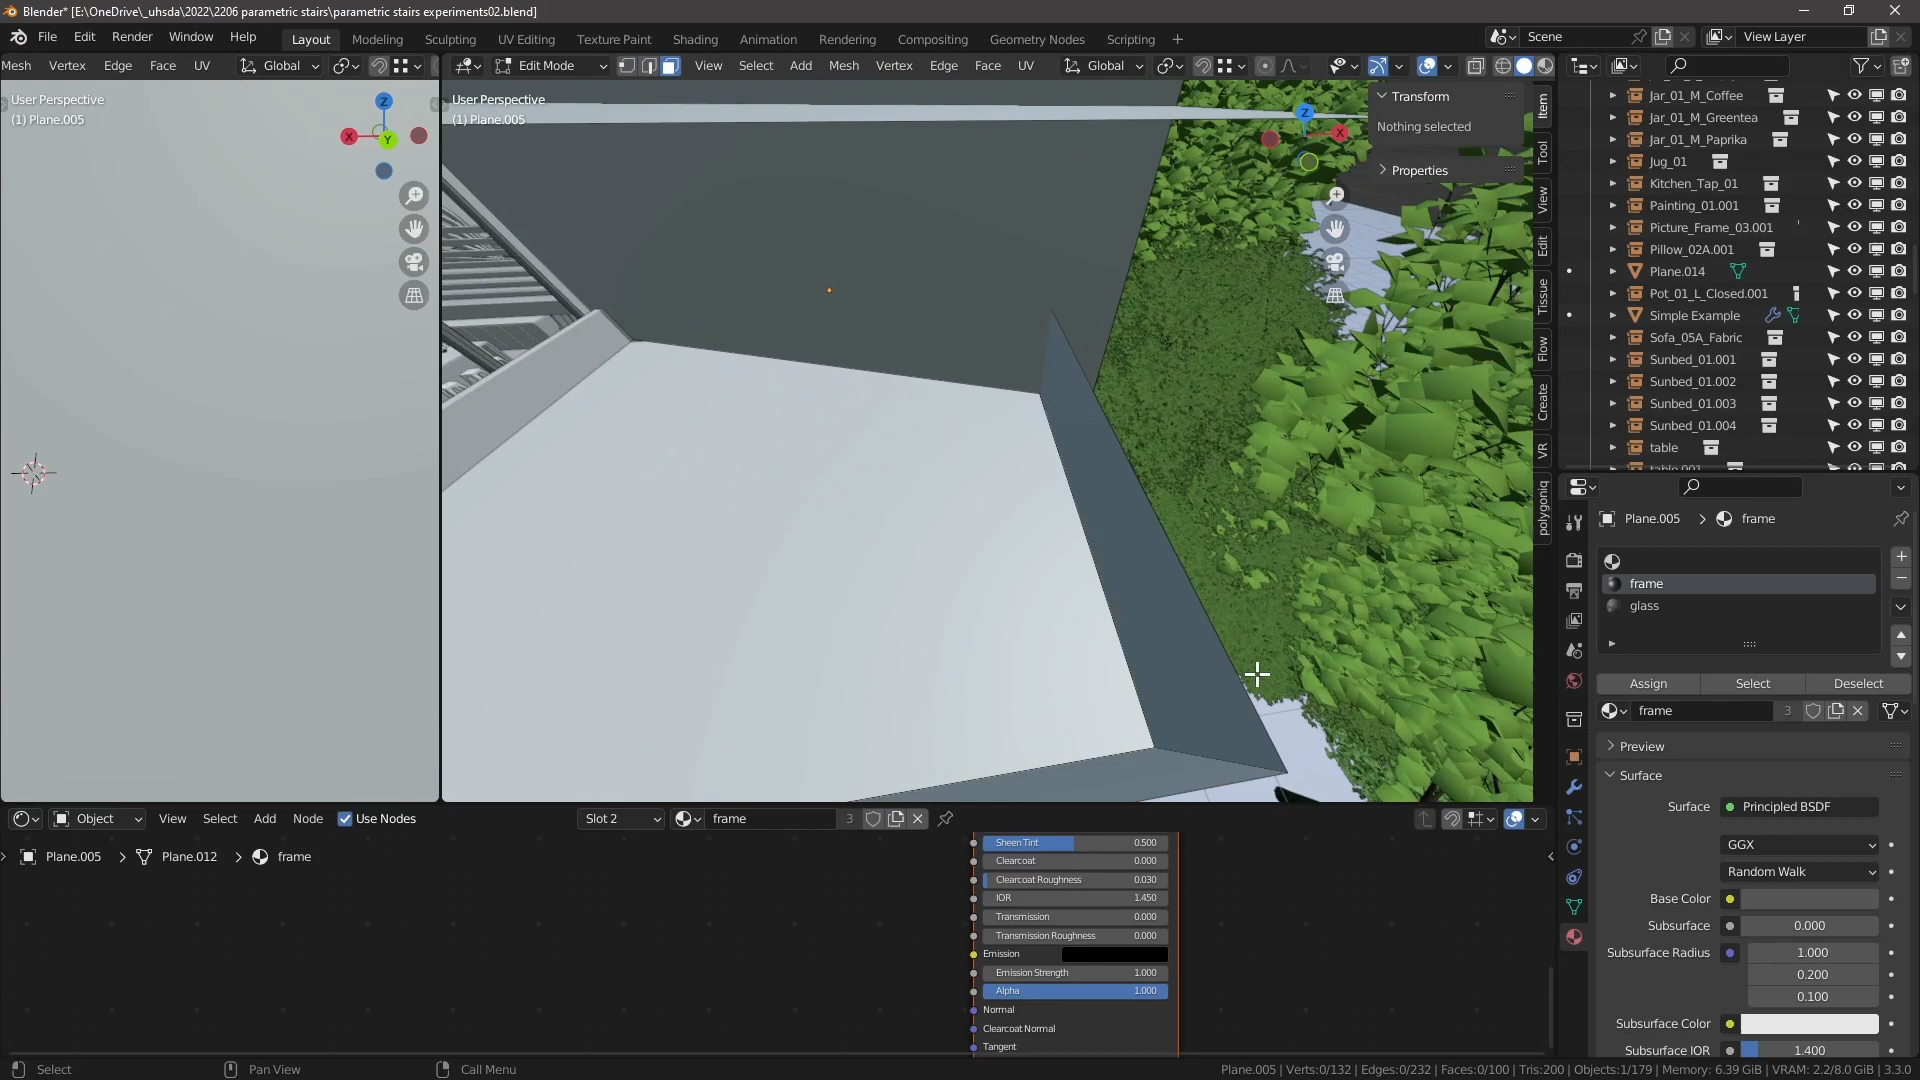 Blender* [E:\OneDrive\_uhsda\2022\2206 parametric stairs\parametric stairs experiments02.blend]
File Edit Render Window Help Layout Modeling Sculpting UV Editing Texture Paint Shading Animation Rendering Compositing Geometry Nodes Scripting + Scene View Layer
Mesh Vertex Edge Face UV Global Edit Mode View Select Add Mesh Vertex Edge Face UV Global
User Perspective
(1) Plane.005
Z
X
Y
User Perspective
(1) Plane.005
Z
X
Transform
Nothing selected
Properties
Item
Tool
View
Edit
Tissue
Flow
Create
VR
polygoniq
Jar_01_M_Coffee
Jar_01_M_Greentea
Jar_01_M_Paprika
Jug_01
Kitchen_Tap_01
Painting_01.001
Picture_Frame_03.001
Pillow_02A.001
Plane.014
Pot_01_L_Closed.001
Simple Example
Sofa_05A_Fabric
Sunbed_01.001
Sunbed_01.002
Sunbed_01.003
Sunbed_01.004
table
table.001
Plane.005 > frame
frame
glass
Assign Select Deselect
frame 3
Preview
Surface
Surface Principled BSDF
GGX
Random Walk
Base Color
Subsurface 0.000
Subsurface Radius 1.000
0.200
0.100
Subsurface Color
Subsurface IOR 1.400
Object View Select Add Node Use Nodes Slot 2 frame 3
Plane.005 > Plane.012 > frame
Sheen Tint 0.500
Clearcoat 0.000
Clearcoat Roughness 0.030
IOR 1.450
Transmission 0.000
Transmission Roughness 0.000
Emission
Emission Strength 1.000
Alpha 1.000
Normal
Clearcoat Normal
Tangent
Select Pan View Call Menu Plane.005 | Verts:0/132 | Edges:0/232 | Faces:0/100 | Tris:200 | Objects:1/179 | Memory: 6.39 GiB | VRAM: 2.2/8.0 GiB | 3.3.0